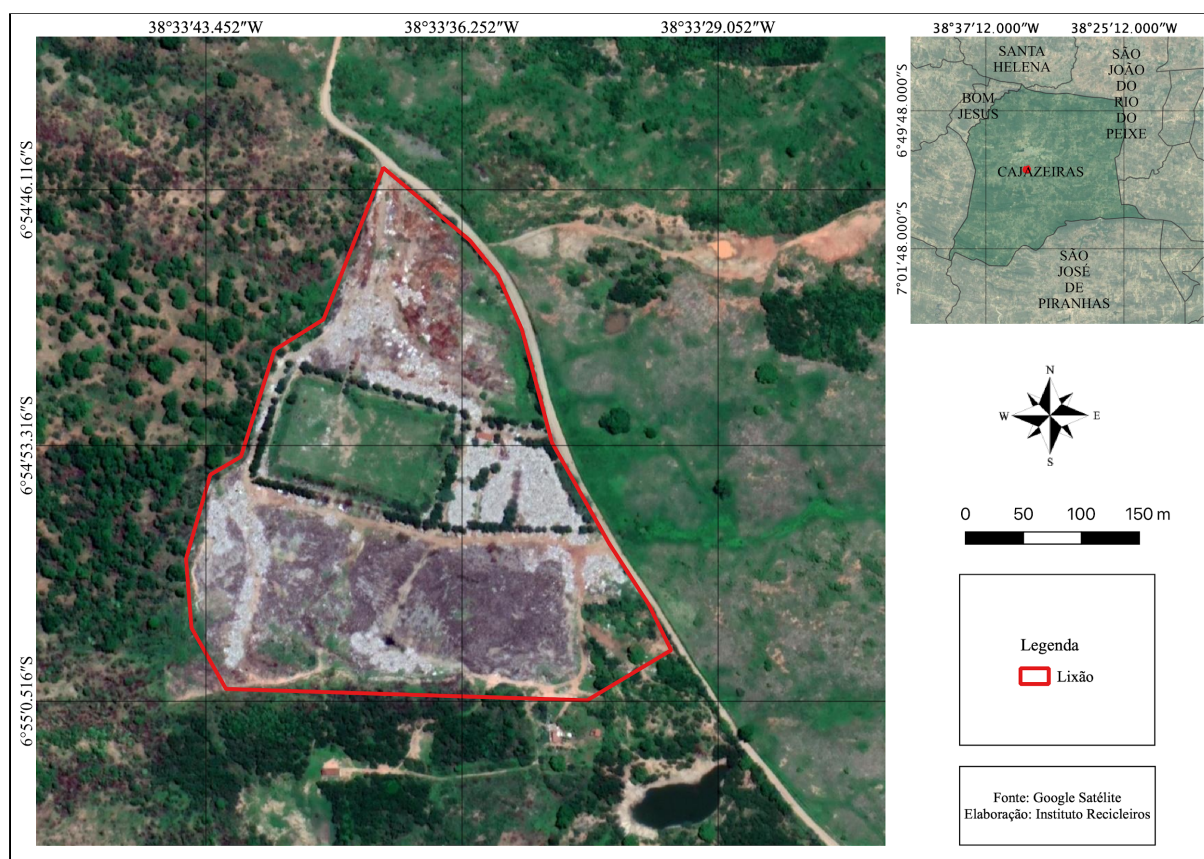 38°33′43.452″W
38°33′36.252″W
38°33′29.052″W
6°54′46.116″S
6°54′53.316″S
6°55′0.516″S
38°37′12.000″W
38°25′12.000″W
6°49′48.000″S
7°01′48.000″S
SANTA
HELENA
SÃO
JOÃO
DO
RIO
DO
PEIXE
BOM
JESUS
CAJAZEIRAS
SÃO
JOSÉ
DE
PIRANHAS
N
W
E
S
0 50 100 150 m
Legenda
Lixão
Fonte: Google Satélite
Elaboração: Instituto Recicleiros